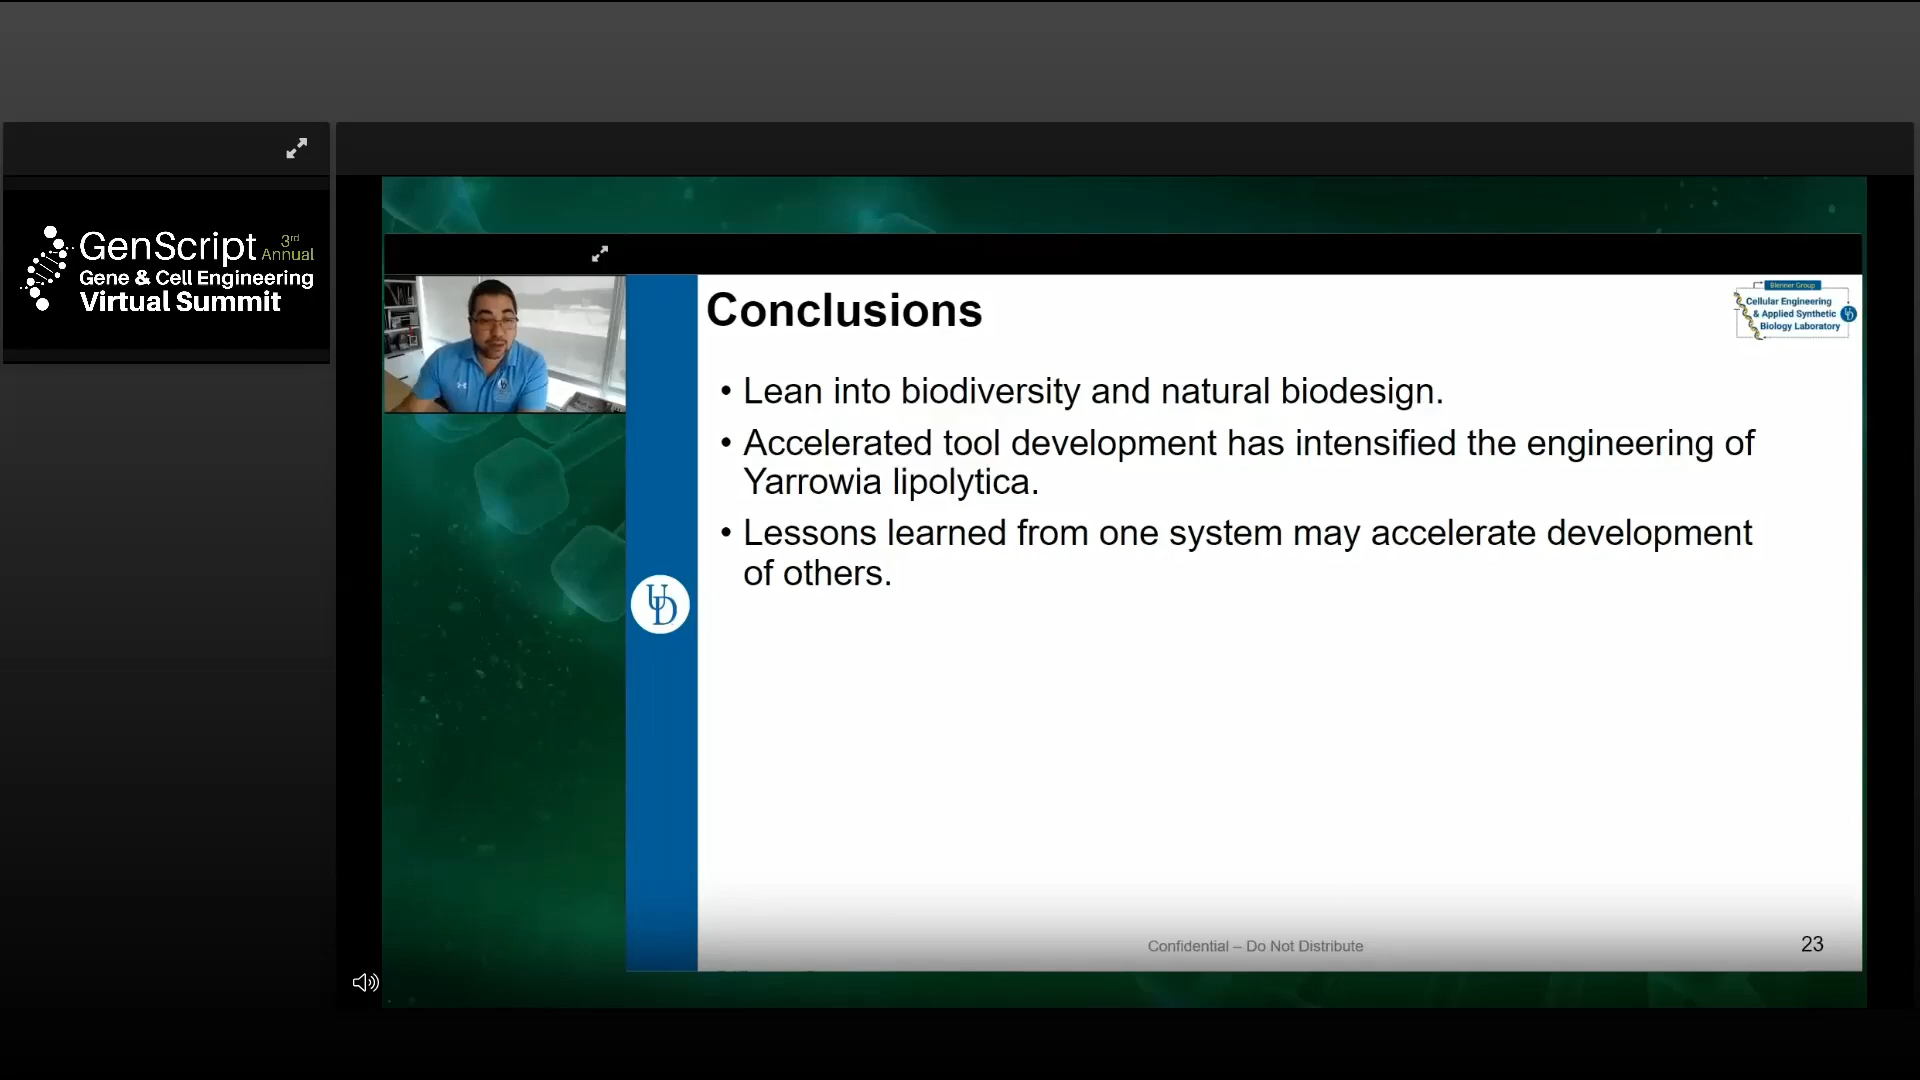 GenScript 3rd Annual
Gene & Cell Engineering
Virtual Summit
Conclusions
Blenner Group
Cellular Engineering
& Applied Synthetic
Biology Laboratory
UD
• Lean into biodiversity and natural biodesign.
• Accelerated tool development has intensified the engineering of
Yarrowia lipolytica.
• Lessons learned from one system may accelerate development
of others.
UD
Confidential – Do Not Distribute
23